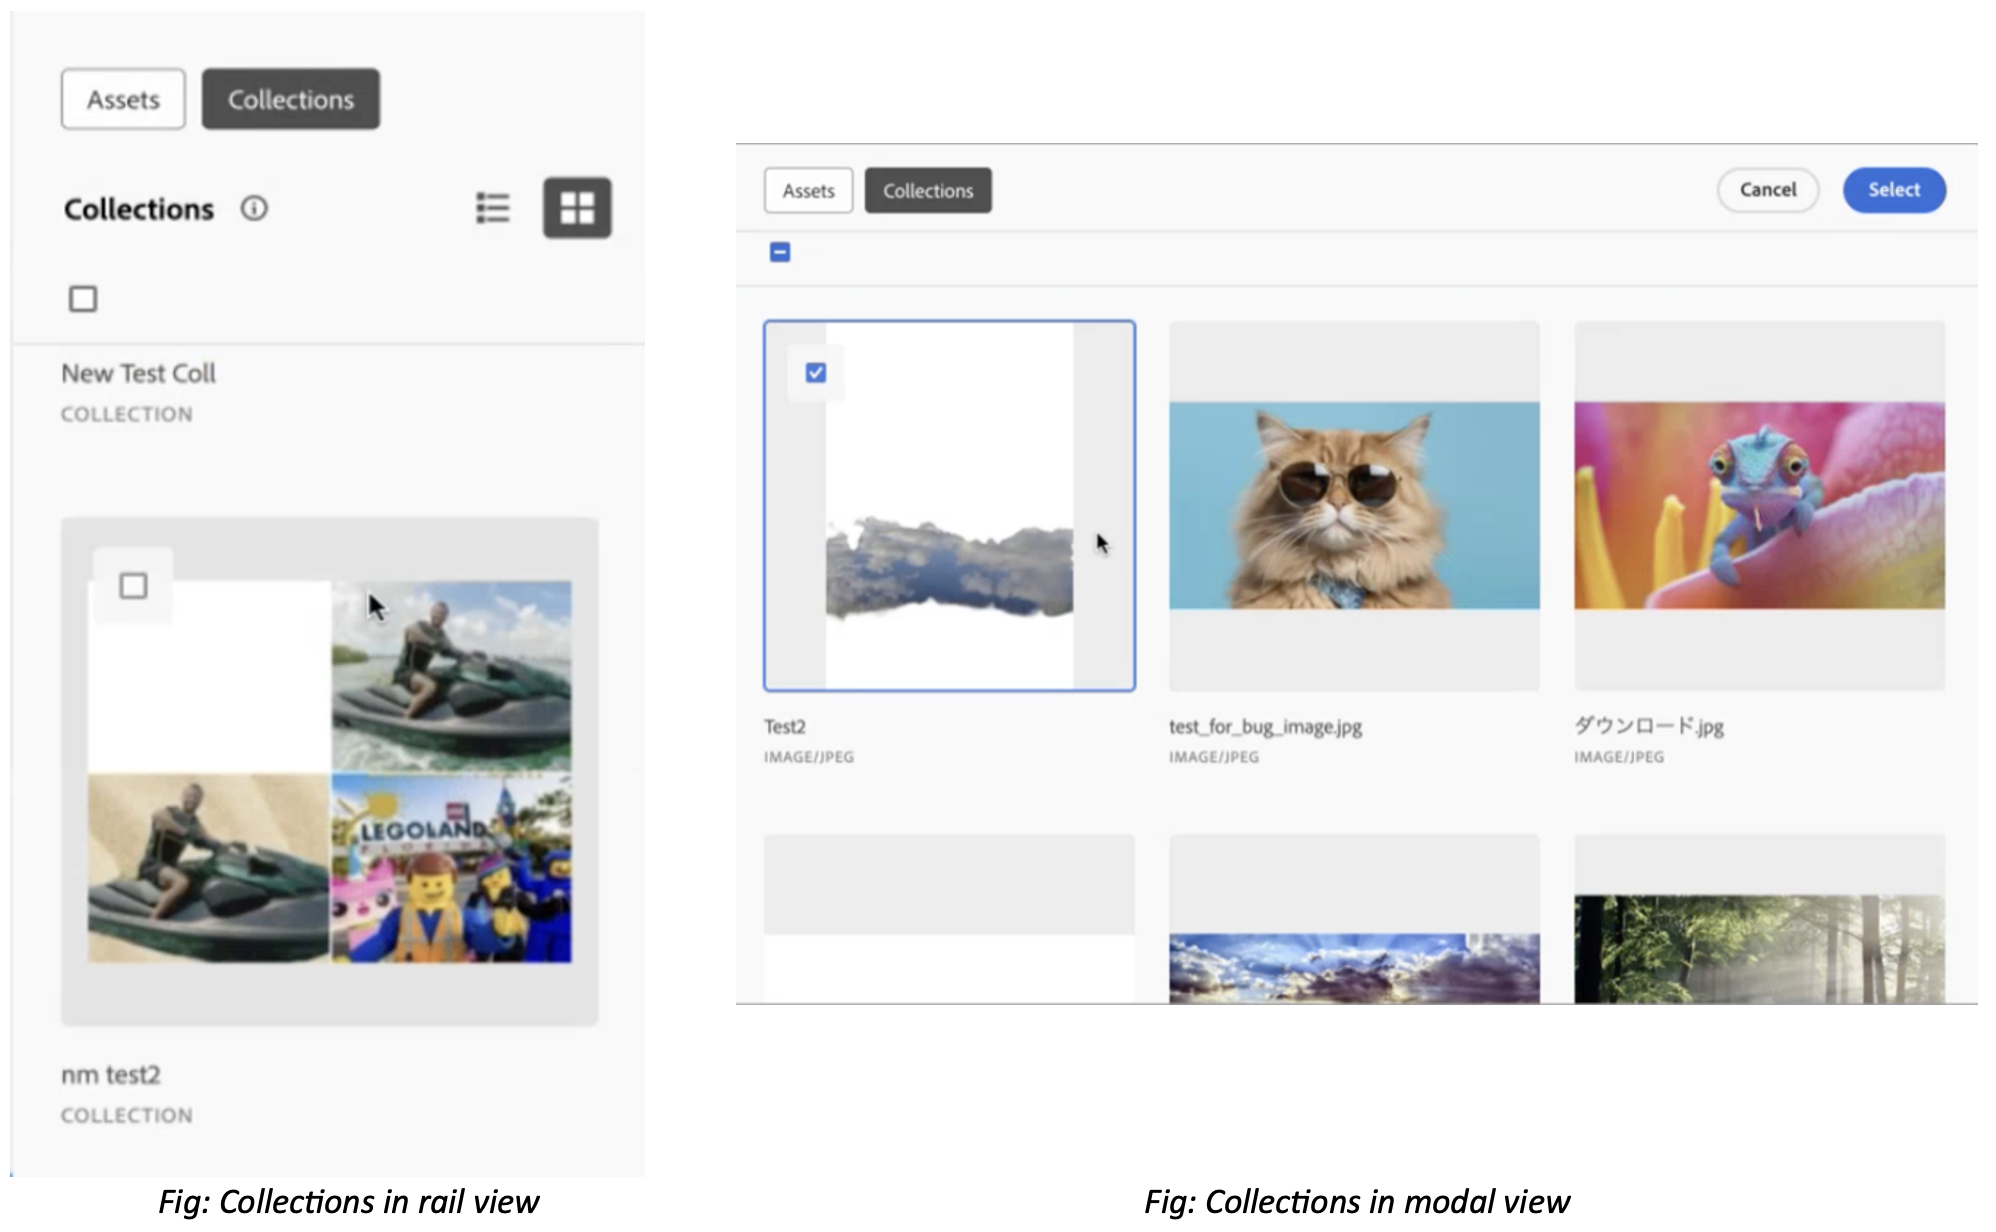 Assets Collections
Collections
New Test Coll
COLLECTION
LEGOLAND
FLORIDA
nm test2
COLLECTION
Fig: Collections in rail view
Assets Collections Cancel Select
Test2 test_for_bug_image.jpg ダウンロード.jpg
IMAGE/JPEG IMAGE/JPEG IMAGE/JPEG
Fig: Collections in modal view